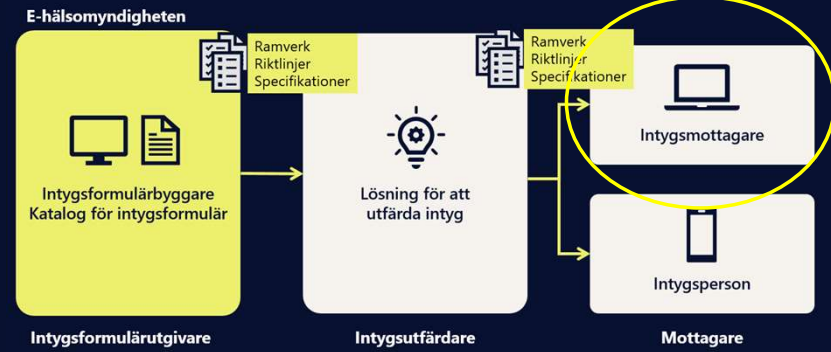 E-hälsomyndigheten
Ramverk
Riktlinjer
Specifikationer
Intygsformulärbyggare
Katalog för intygsformulär
Intygsformulärutgivare
Lösning för att
utfärda intyg
Intygsutfärdare
Ramverk
Riktlinjer
Specifikationer
Intygsmottagare
Intygsperson
Mottagare